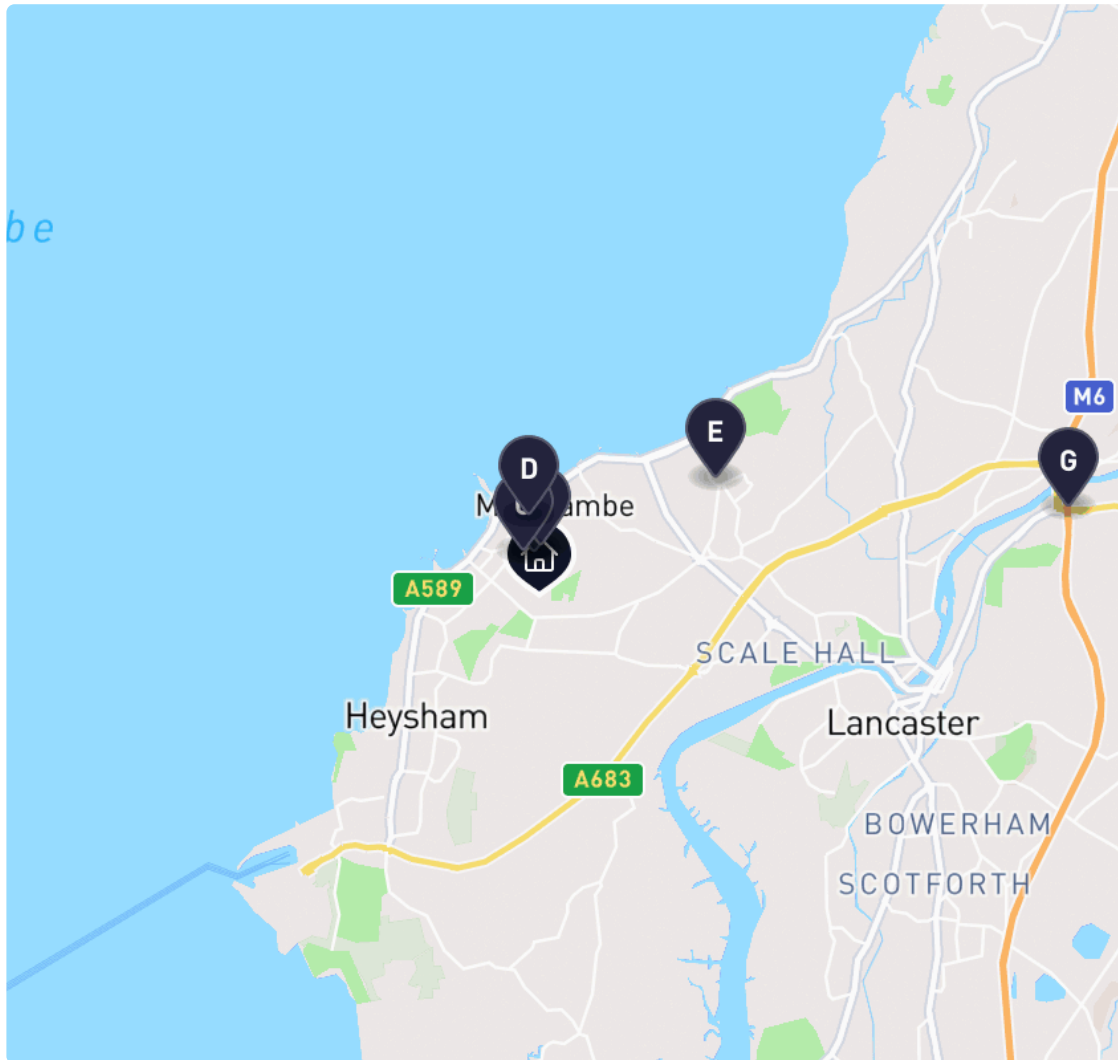 be
M6
E
G
D
ambe
A589
SCALE HALL
Heysham
Lancaster
A683
BOWERHAM
SCOTFORTH